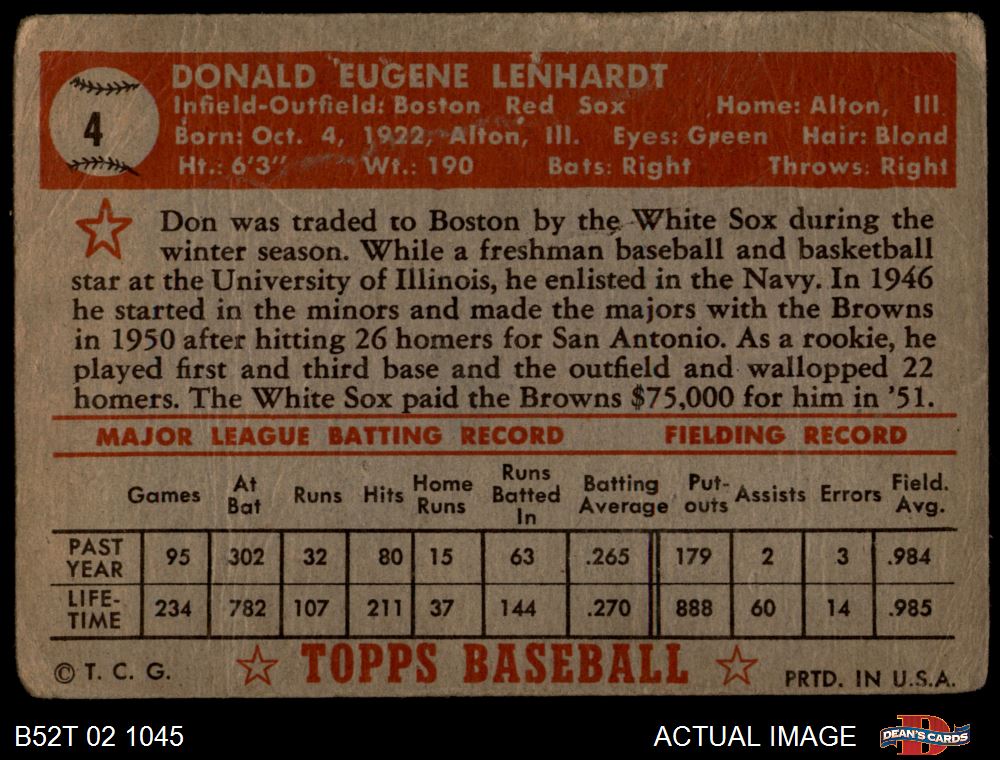 4
DONALD EUGENE LENHARDT
Infield-Outfield: Boston Red Sox Home: Alton, Ill.
Born: Oct. 4, 1922, Alton, Ill. Eyes: Green Hair: Blond
Ht.: 6'3" Wt.: 190 Bats: Right Throws: Right
Don was traded to Boston by the White Sox during the
winter season. While a freshman baseball and basketball
star at the University of Illinois, he enlisted in the Navy. In 1946
he started in the minors and made the majors with the Browns
in 1950 after hitting 26 homers for San Antonio. As a rookie, he
played first and third base and the outfield and wallopped 22
homers. The White Sox paid the Browns $75,000 for him in '51.
MAJOR LEAGUE BATTING RECORD FIELDING RECORD
Games At Bat Runs Hits Home Runs Runs Batted In Batting Average Put-outs Assists Errors Field. Avg.
PAST YEAR 95 302 32 80 15 63 .265 179 2 3 .984
LIFE-TIME 234 782 107 211 37 144 .270 888 60 14 .985
© T. C. G. TOPPS BASEBALL PRTD. IN U.S.A.
B52T 02 1045 ACTUAL IMAGE DEAN'S CARDS